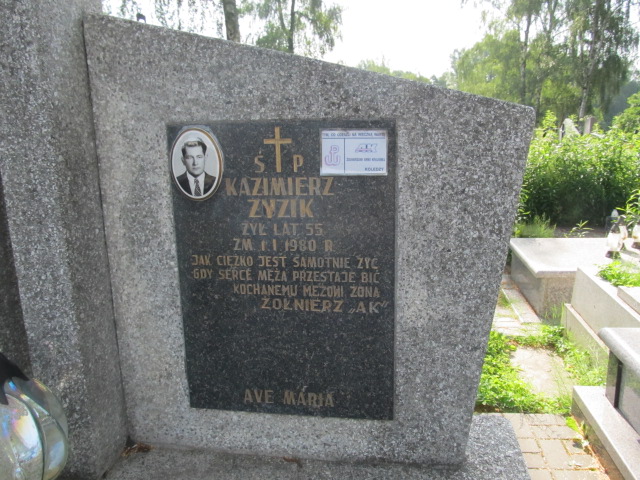 Ś P
KAZIMIERZ
ZYZIK
ŻYŁ LAT 55
ZM. 1.I 1980 R.
JAK CIĘŻKO JEST SAMOTNIE ŻYĆ
GDY SERCE MĘŻA PRZESTAJE BIĆ
KOCHANEMU MĘŻOWI ŻONA
ŻOŁNIERZ „AK"
AVE MARIA
AK